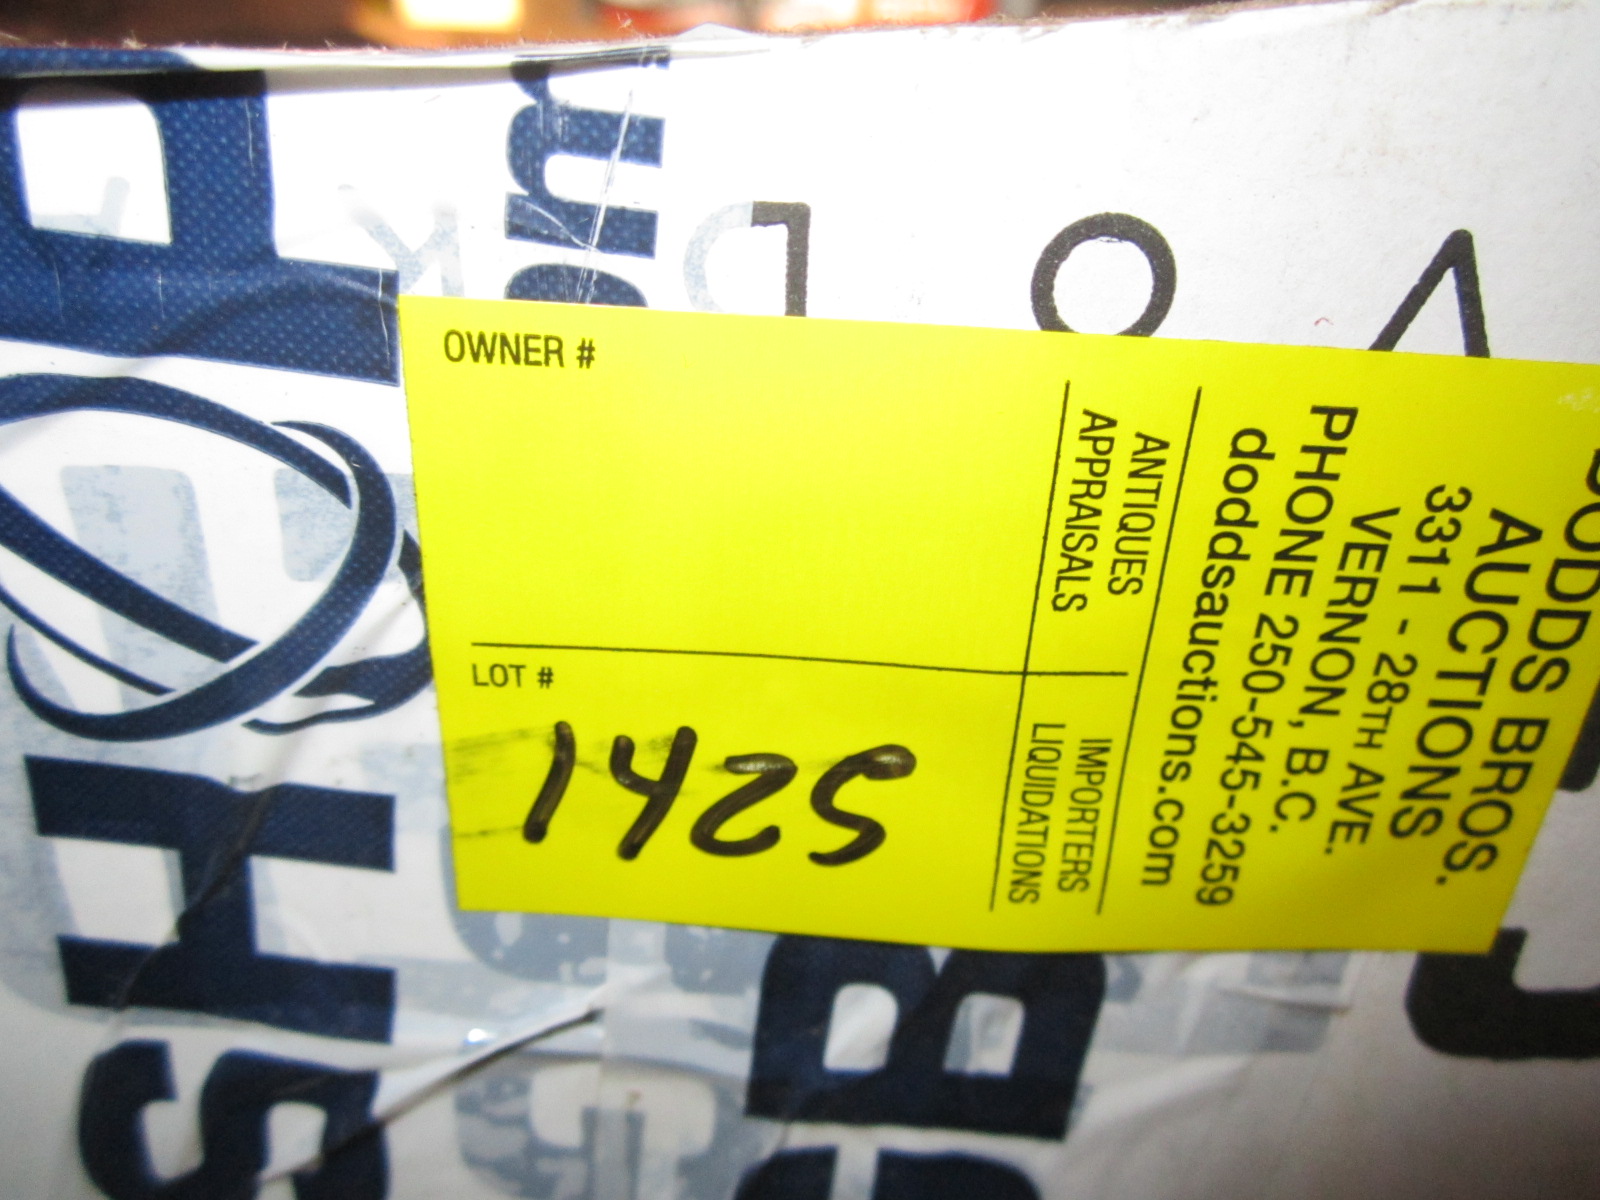 DODDS BROS.
AUCTIONS
3311 - 28TH AVE.
VERNON, B.C.
PHONE 250-545-3259
doddsauctions.com
ANTIQUES
APPRAISALS
IMPORTERS
LIQUIDATIONS
OWNER #
LOT #
1425